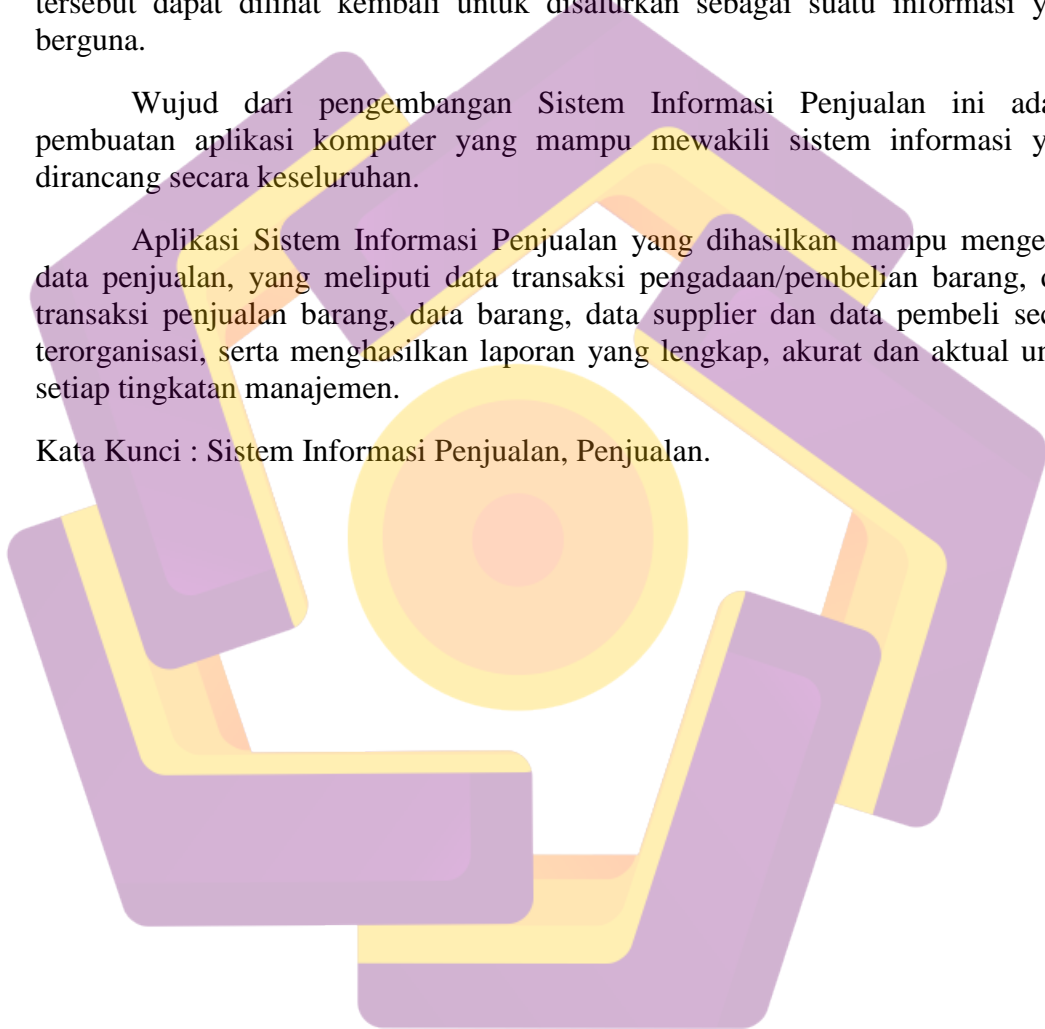 tersebut dapat dilihat kembali untuk disalurkan sebagai suatu informasi y
berguna.
Wujud dari pengembangan Sistem Informasi Penjualan ini ada
pembuatan aplikasi komputer yang mampu mewakili sistem informasi y
dirancang secara keseluruhan.
Aplikasi Sistem Informasi Penjualan yang dihasilkan mampu menge
data penjualan, yang meliputi data transaksi pengadaan/pembelian barang, d
transaksi penjualan barang, data barang, data supplier dan data pembeli sec
terorganisasi, serta menghasilkan laporan yang lengkap, akurat dan aktual un
setiap tingkatan manajemen.
Kata Kunci : Sistem Informasi Penjualan, Penjualan.